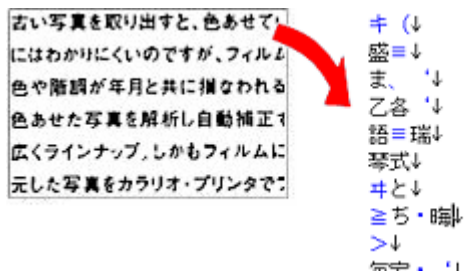 古い写真を取り出すと、色あせてい
にはわかりにくいのですが、フィルム
色や階調が年月と共に損なわれる
色あせた写真を解析し自動補正す
広くラインナップ。しかもフィルムに
元した写真をカラリオ・プリンタで
キ (↓
盛≡↓
ま、 ‘↓
乙各 ‘↓
語≡瑞↓
琴式↓
ヰと↓
≧ち・晦↓
>↓